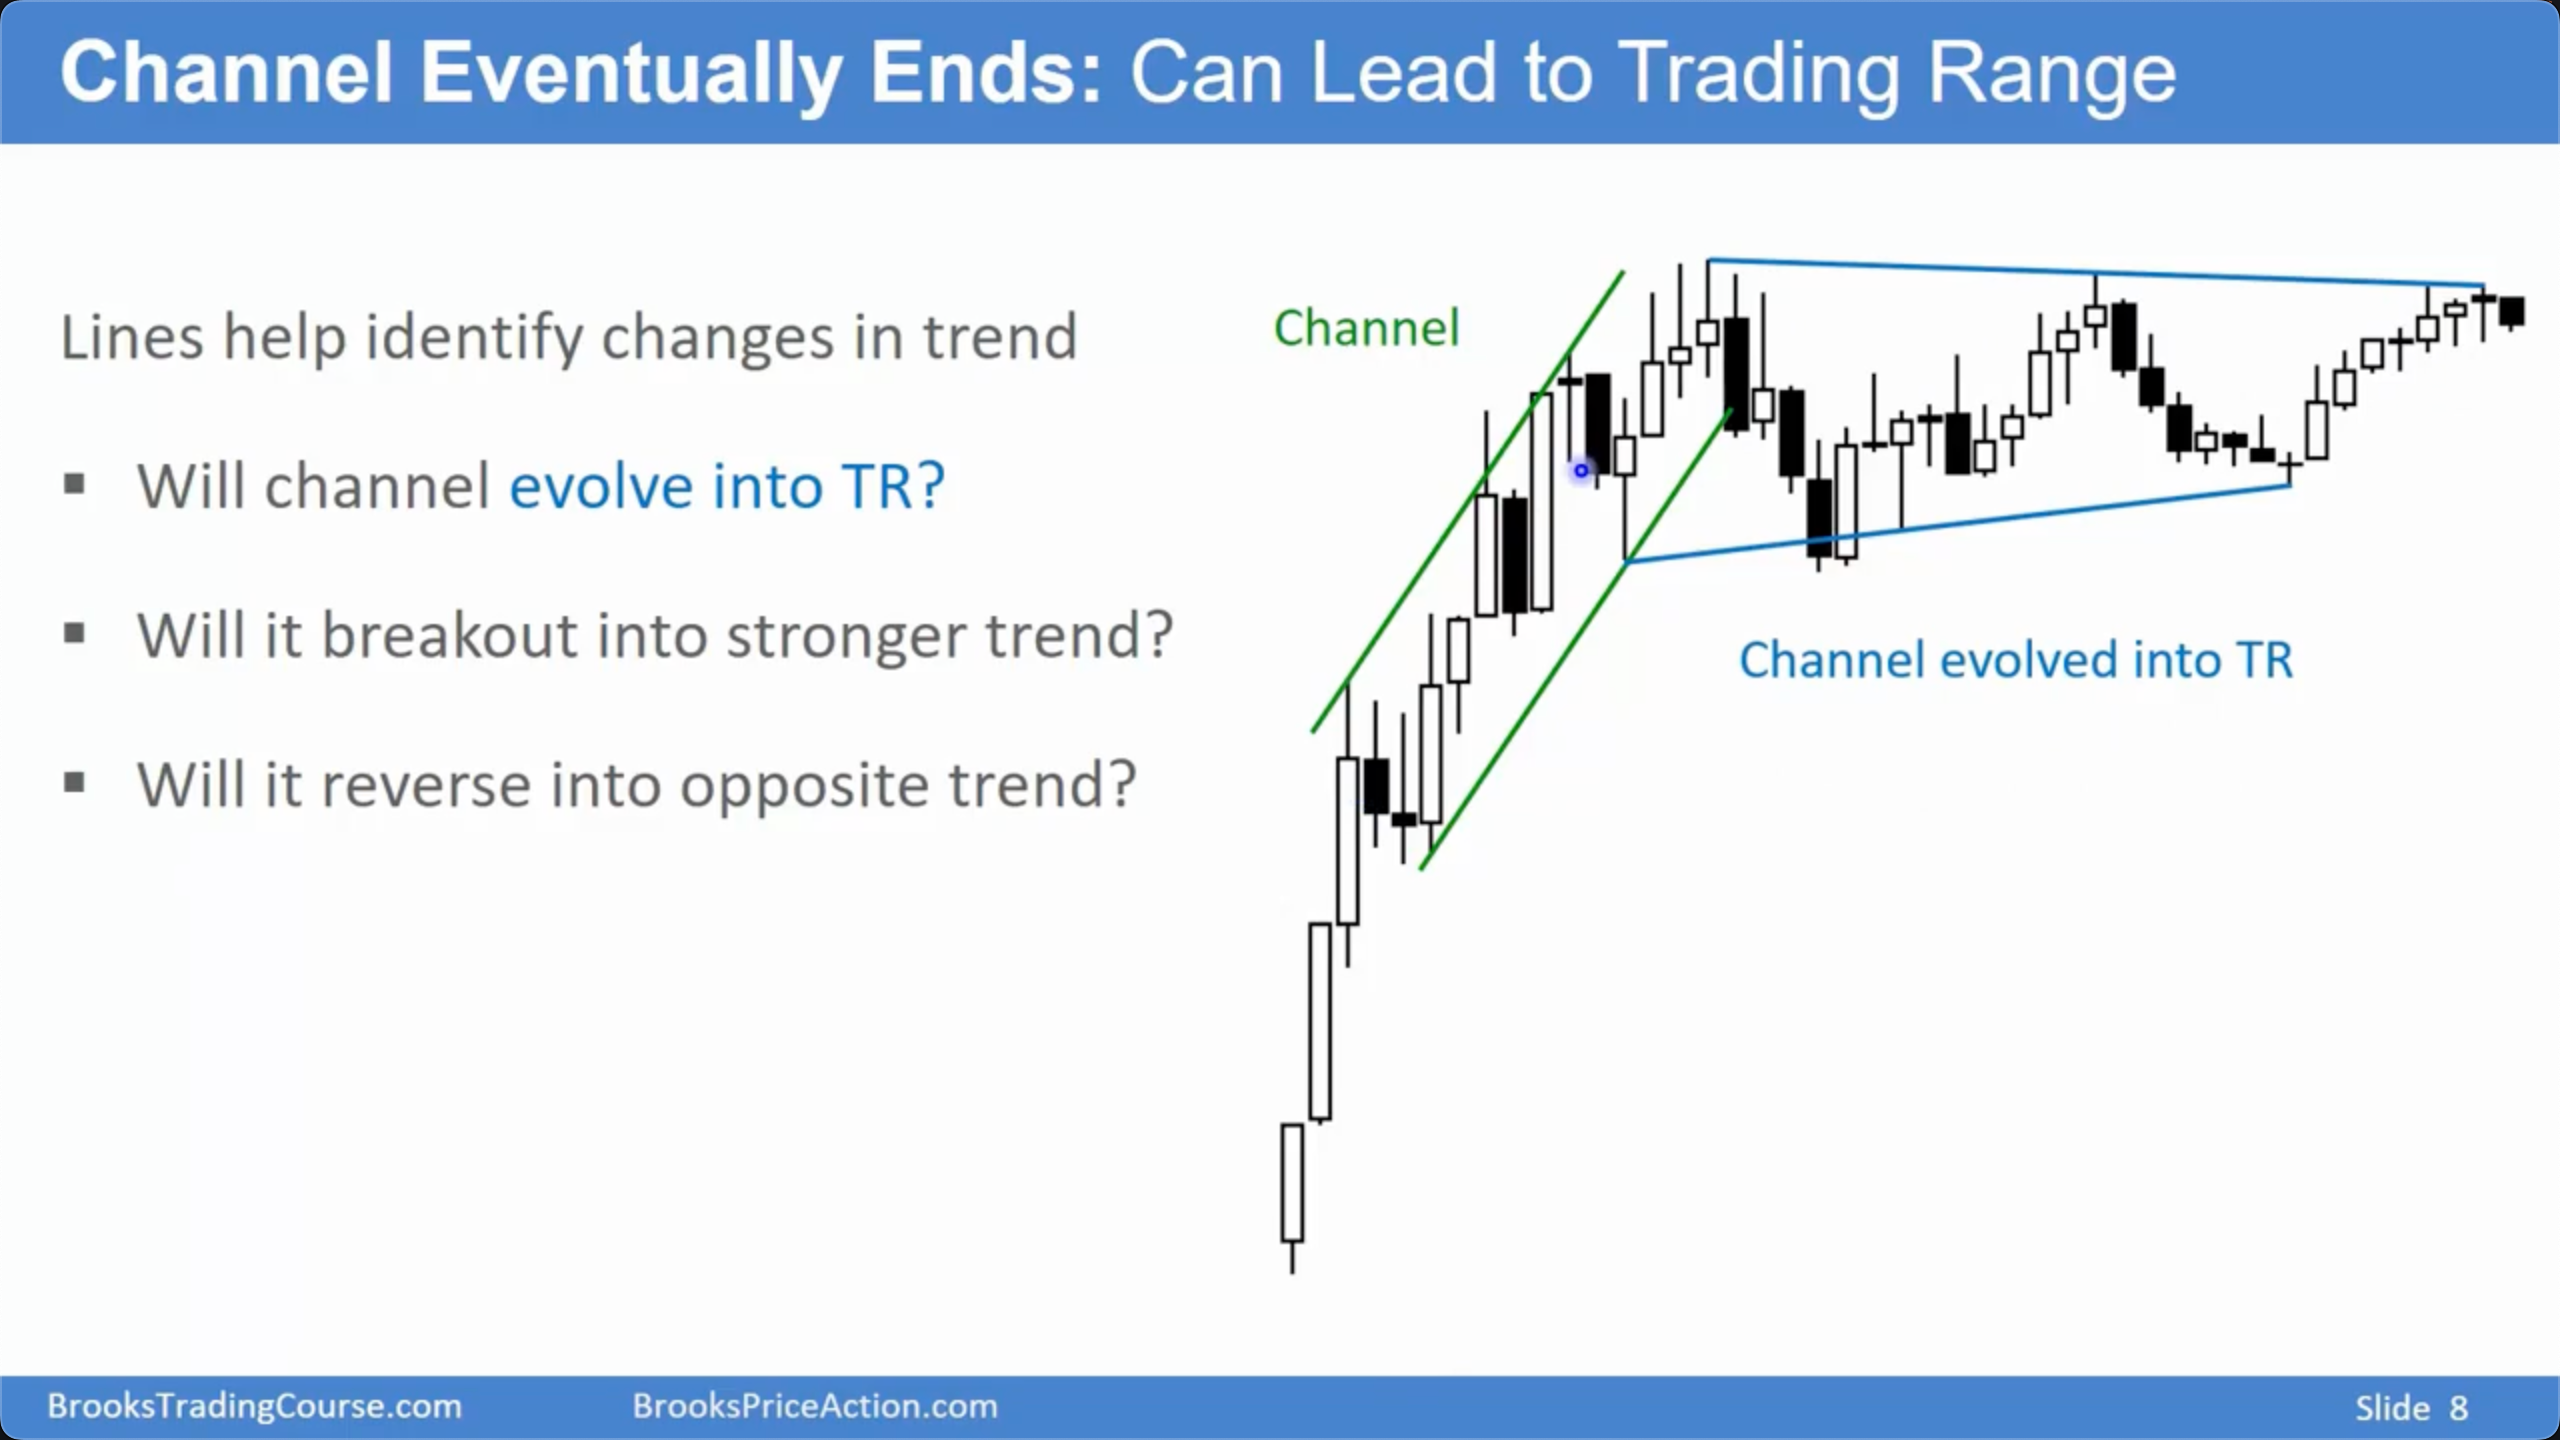 Channel Eventually Ends: Can Lead to Trading Range
Lines help identify changes in trend
▪ Will channel evolve into TR?
▪ Will it breakout into stronger trend?
▪ Will it reverse into opposite trend?
Channel
Channel evolved into TR
BrooksTradingCourse.com
BrooksPriceAction.com
Slide 8